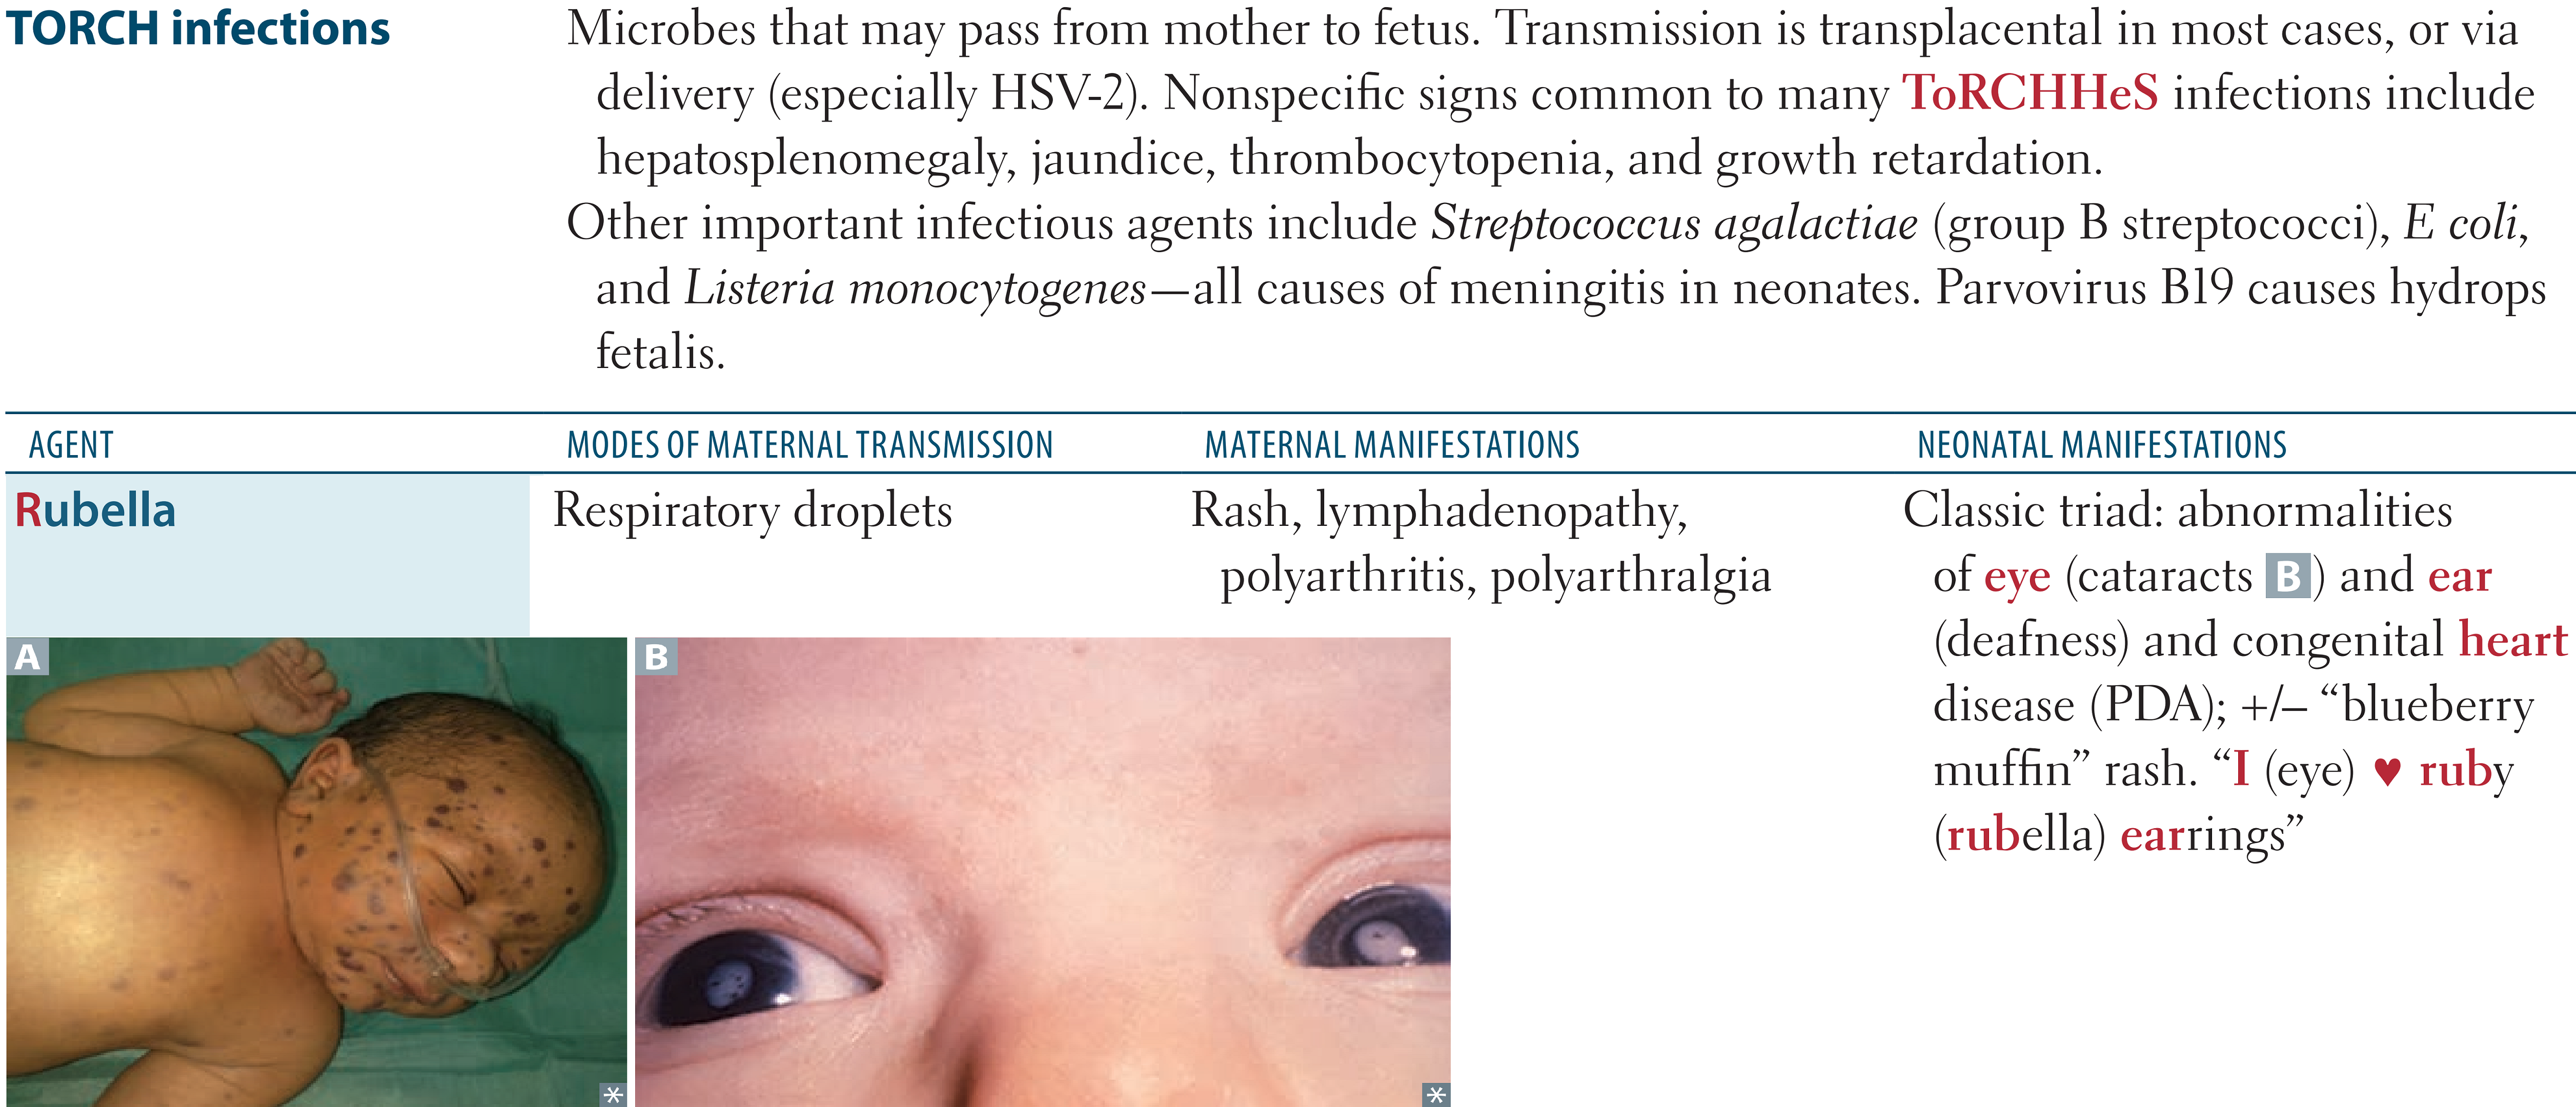 TORCH infections
Microbes that may pass from mother to fetus. Transmission is transplacental in most cases, or via
delivery (especially HSV-2). Nonspecific signs common to many ToRCHHeS infections include
hepatosplenomegaly, jaundice, thrombocytopenia, and growth retardation.
Other important infectious agents include Streptococcus agalactiae (group B streptococci), E coli,
and Listeria monocytogenes—all causes of meningitis in neonates. Parvovirus B19 causes hydrops
fetalis.
AGENT
MODES OF MATERNAL TRANSMISSION
MATERNAL MANIFESTATIONS
NEONATAL MANIFESTATIONS
Rubella
Respiratory droplets
Rash, lymphadenopathy,
polyarthritis, polyarthralgia
Classic triad: abnormalities
of eye (cataracts B) and ear
(deafness) and congenital heart
disease (PDA); +/– “blueberry
muffin” rash. “I (eye) ♥ ruby
(rubella) earrings”
A
B
*
*